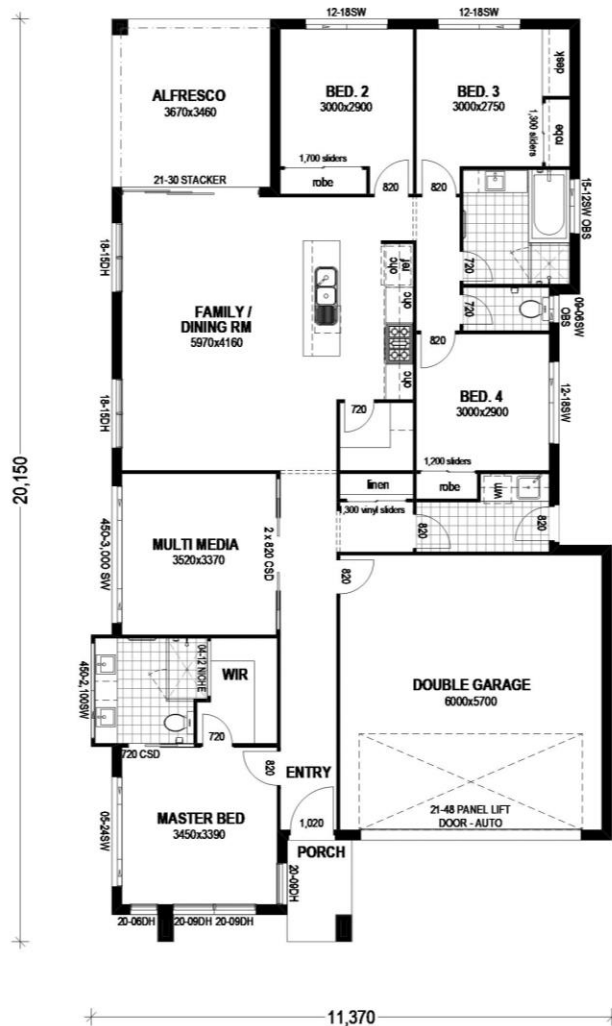 12-18SW
12-18SW
ALFRESCO
3670x3460
BED. 2
3000x2900
BED. 3
3000x2750
desk
1,300 sliders
robe
1,700 sliders
robe
820
820
21-30 STACKER
15-12SW OBS
18-15DH
720
ref
cup
cup
FAMILY /
DINING RM
5970x4160
720
09-06SW
OBS
820
cup
18-15DH
720
BED. 4
3000x2900
12-18SW
1,200 sliders
linen
robe
wm
1,300 vinyl sliders
20,150
450-3,000 SW
MULTI MEDIA
3520x3370
2 x 820 CSD
820
820
820
450-2,100SW
04-12 NICHE
WIR
DOUBLE GARAGE
6000x5700
720
720 CSD
820
ENTRY
05-24SW
MASTER BED
3450x3390
1,020
21-48 PANEL LIFT
DOOR - AUTO
PORCH
20-09DH
20-06DH
20-09DH
20-09DH
11,370